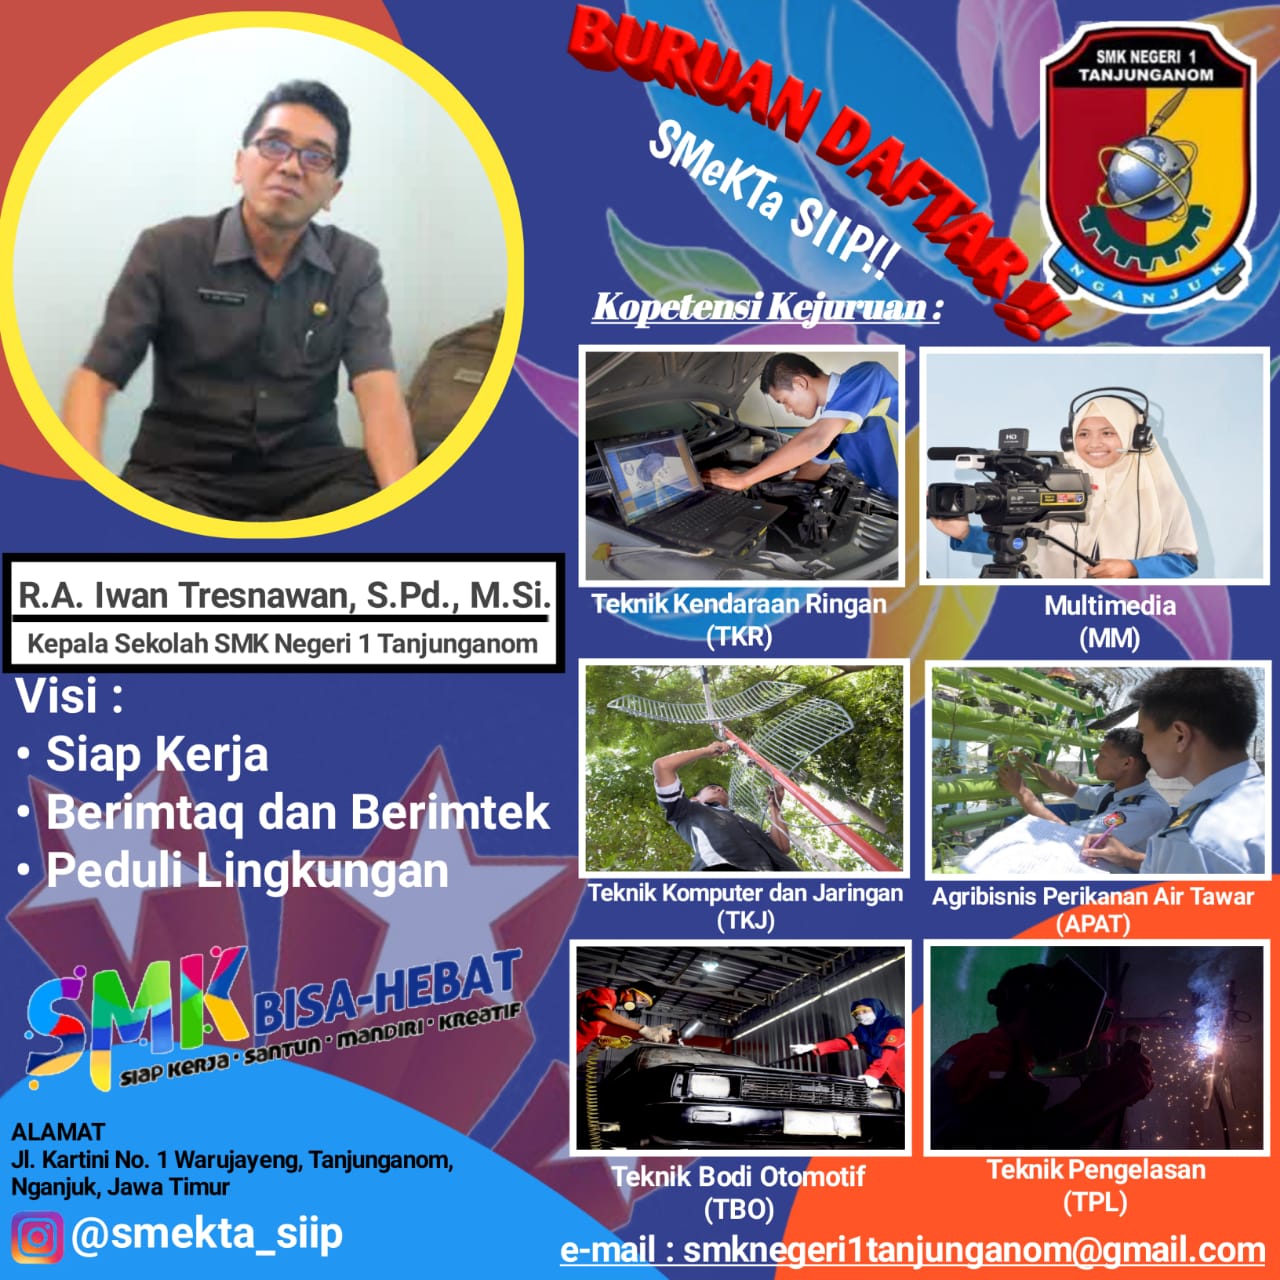 BURUAN DAFTAR !!
SMeKTa SIIP!!
SMK NEGERI 1
TANJUNGANOM
NGANJUK
R.A. Iwan Tresnawan, S.Pd., M.Si.
Kepala Sekolah SMK Negeri 1 Tanjunganom
Visi :
• Siap Kerja
• Berimtaq dan Berimtek
• Peduli Lingkungan
SMK BISA-HEBAT
SIAP KERJA • SANTUN • MANDIRI • KREATIF
ALAMAT
Jl. Kartini No. 1 Warujayeng, Tanjunganom,
Nganjuk, Jawa Timur
@smekta_siip
Kopetensi Kejuruan :
Teknik Kendaraan Ringan
(TKR)
HD
Multimedia
(MM)
Teknik Komputer dan Jaringan
(TKJ)
Agribisnis Perikanan Air Tawar
(APAT)
Teknik Bodi Otomotif
(TBO)
Teknik Pengelasan
(TPL)
e-mail : smknegeri1tanjunganom@gmail.com